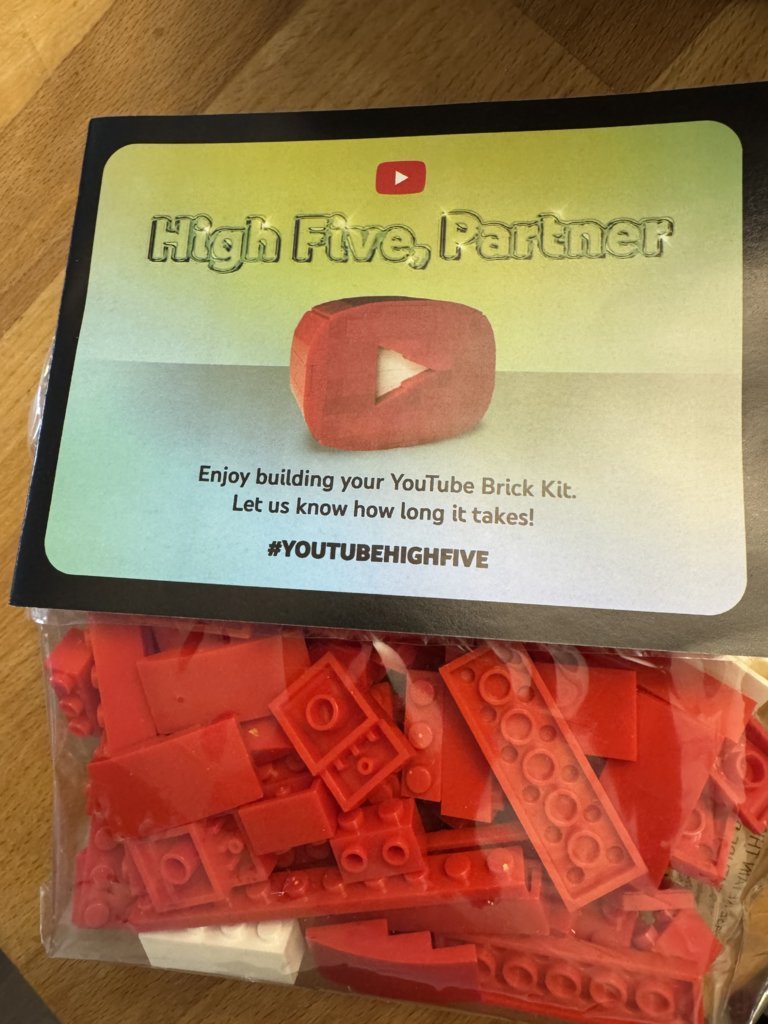 High Five, Partner
Enjoy building your YouTube Brick Kit.
Let us know how long it takes!
#YOUTUBEHIGHFIVE